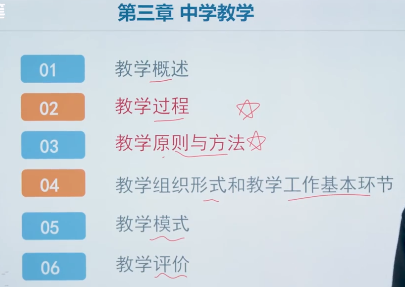 第三章 中学教学
01 教学概述
02 教学过程
03 教学原则与方法
04 教学组织形式和教学工作基本环节
05 教学模式
06 教学评价